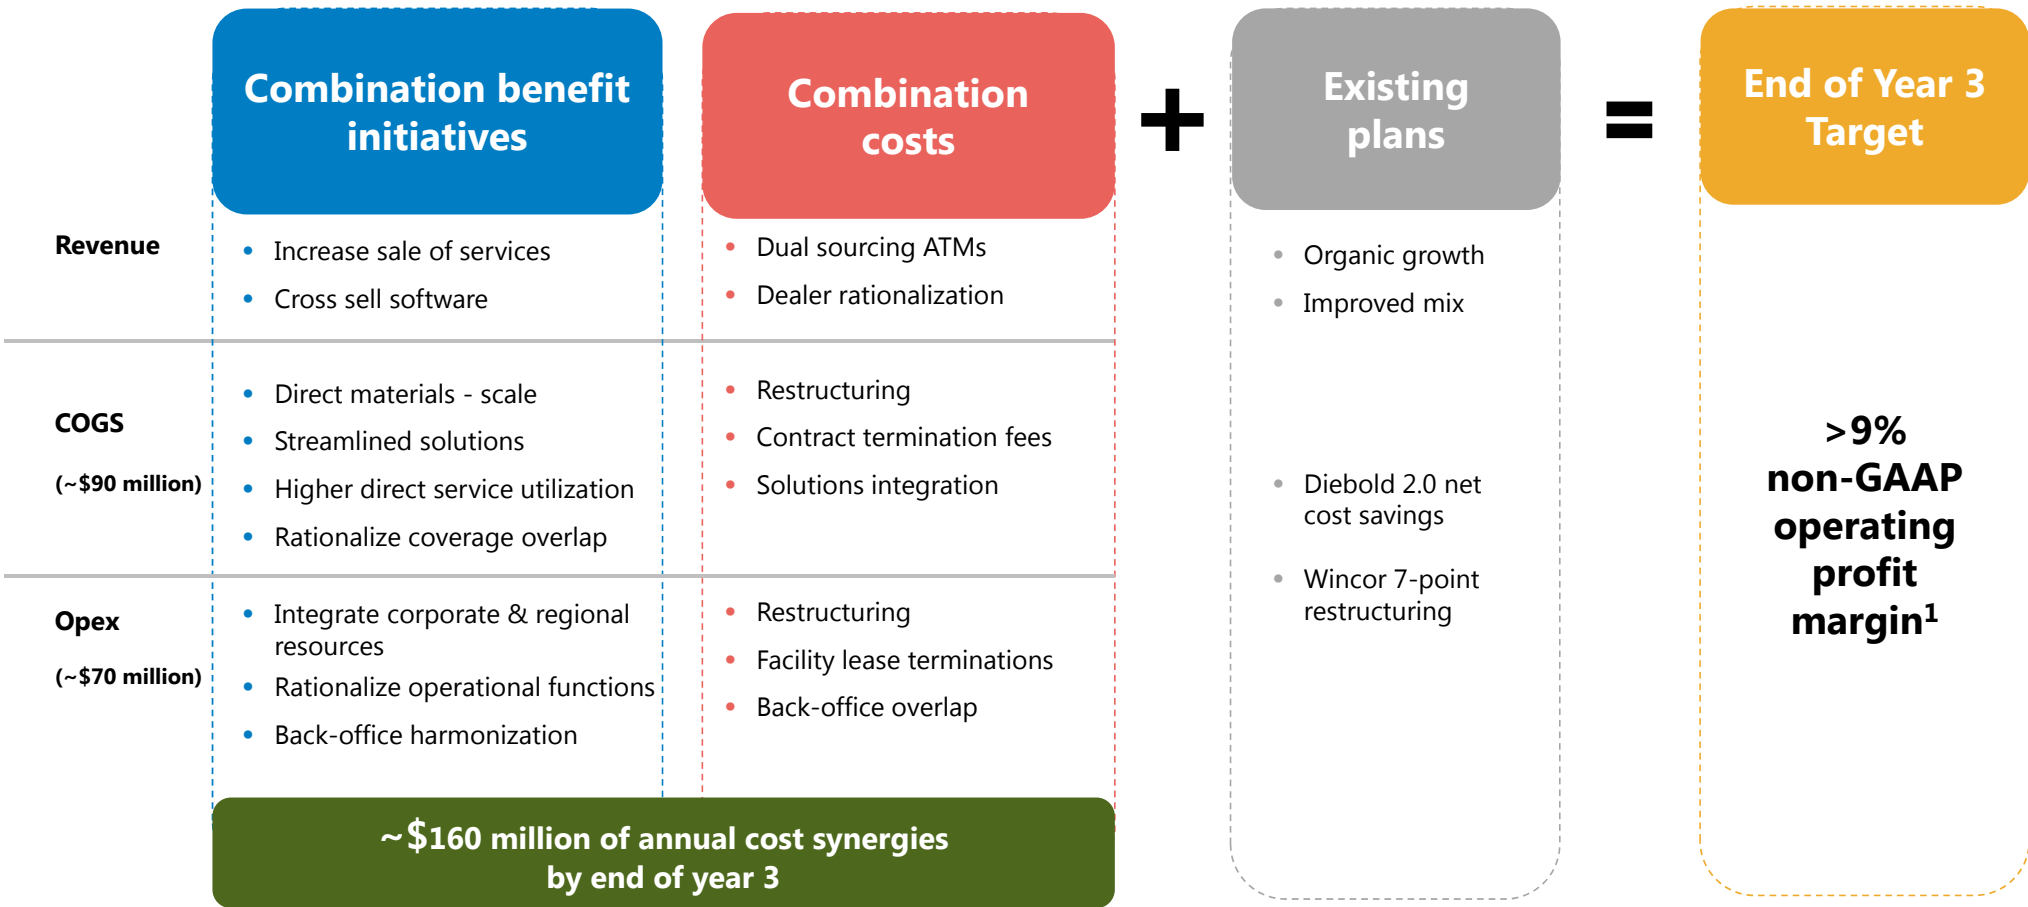 Combination benefit
initiatives
Combination
costs
+
Existing
plans
=
End of Year 3
Target
Revenue
• Increase sale of services
• Cross sell software
• Dual sourcing ATMs
• Dealer rationalization
• Organic growth
• Improved mix
COGS
(~$90 million)
• Direct materials - scale
• Streamlined solutions
• Higher direct service utilization
• Rationalize coverage overlap
• Restructuring
• Contract termination fees
• Solutions integration
• Diebold 2.0 net
cost savings
• Wincor 7-point
restructuring
>9%
non-GAAP
operating
profit
margin¹
Opex
(~$70 million)
• Integrate corporate & regional
resources
• Rationalize operational functions
• Back-office harmonization
• Restructuring
• Facility lease terminations
• Back-office overlap
~$160 million of annual cost synergies
by end of year 3